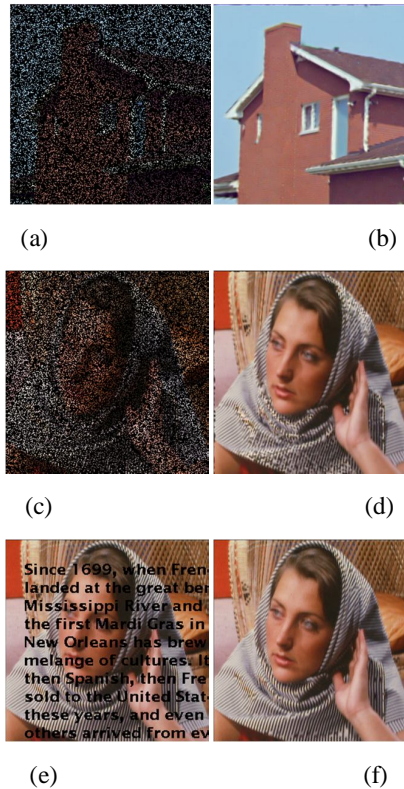 (a) (b)
(c) (d)
Since 1699, when Fren
landed at the great ber
Mississippi River and
the first Mardi Gras in
New Orleans has brew
melange of cultures. It
then Spanish, then Fre
sold to the United Stat
these years, and even
others arrived from ev
(e) (f)